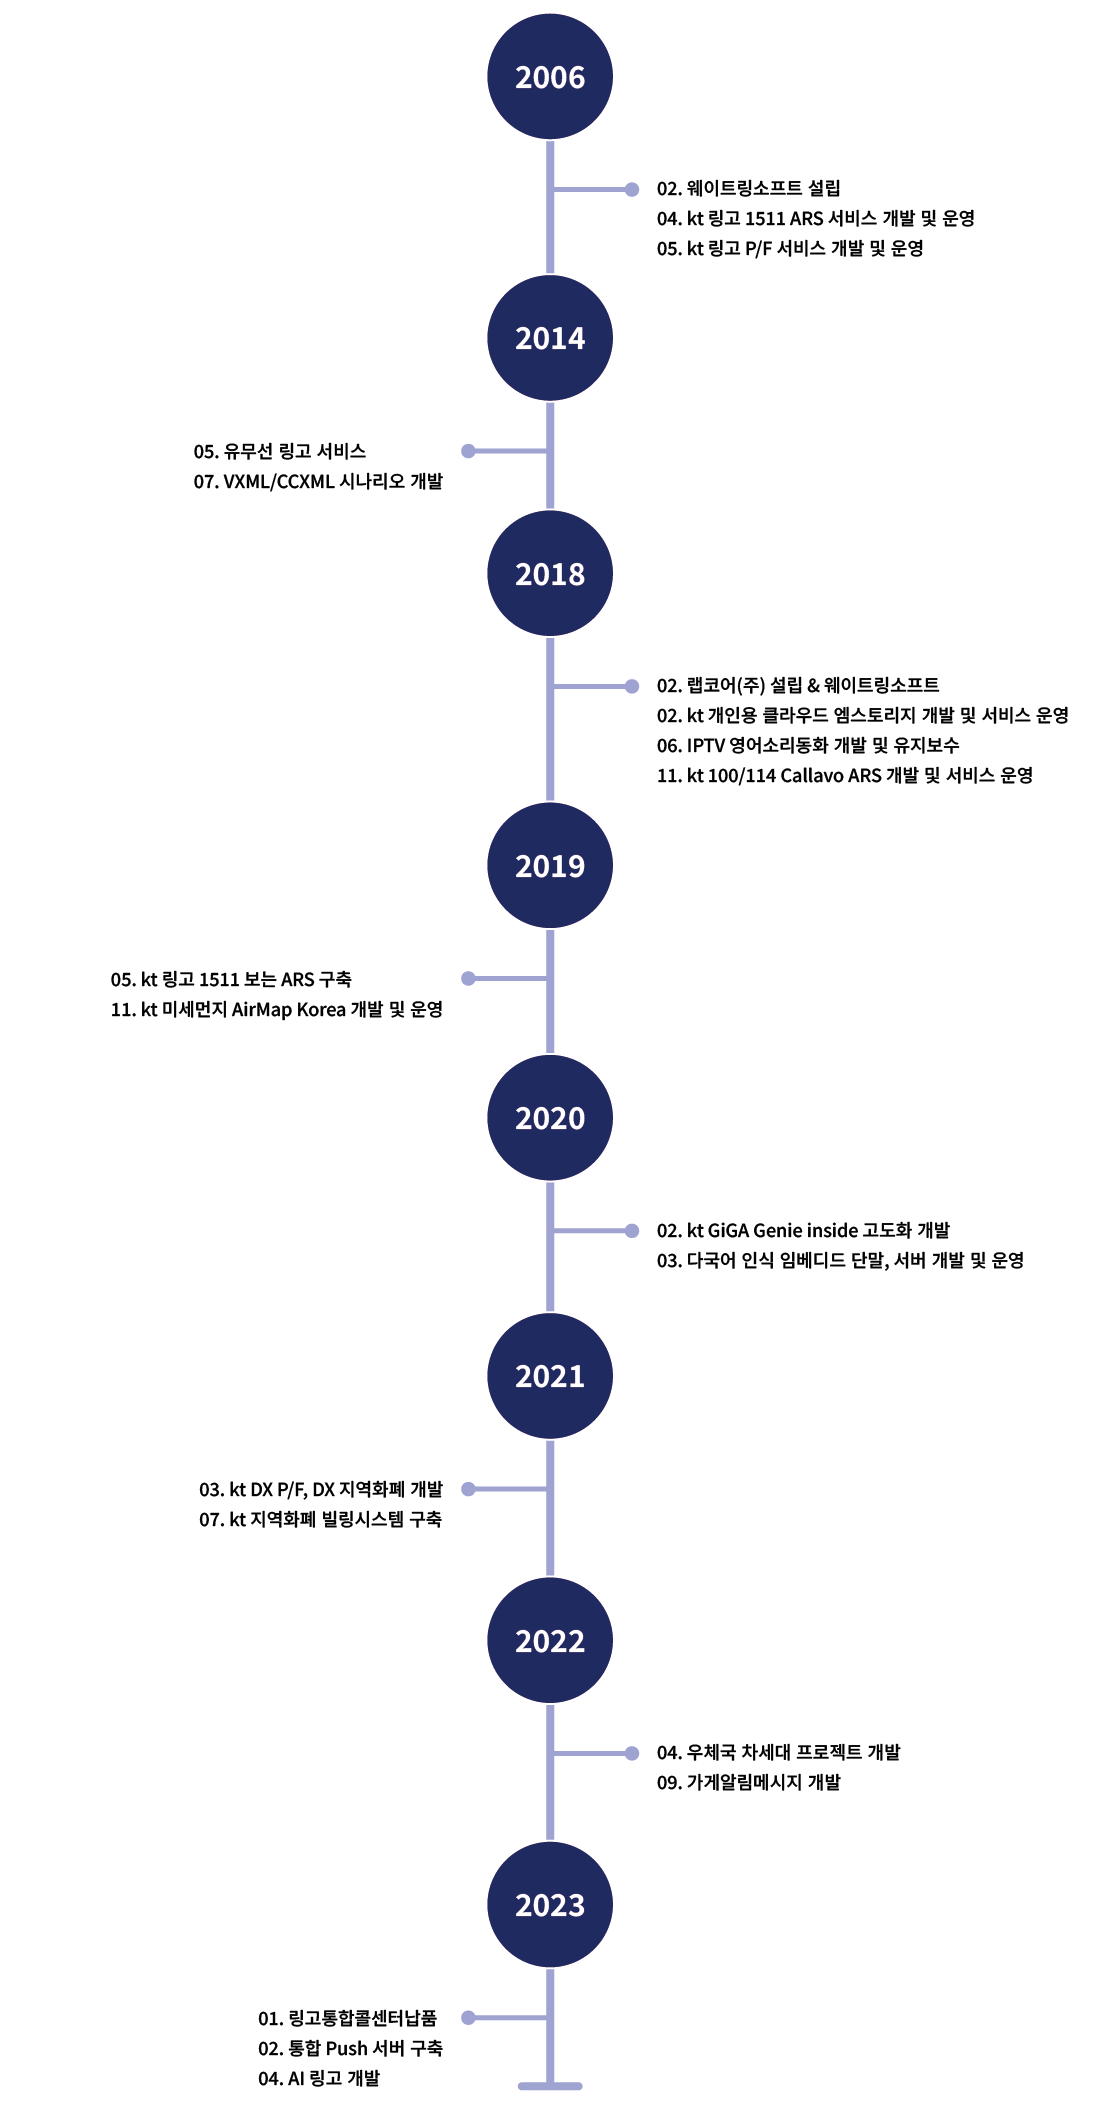 2006
02. 웨이트링소프트 설립
04. kt 링고 1511 ARS 서비스 개발 및 운영
05. kt 링고 P/F 서비스 개발 및 운영
2014
05. 유무선 링고 서비스
07. VXML/CCXML 시나리오 개발
2018
02. 랩코어(주) 설립 & 웨이트링소프트
02. kt 개인용 클라우드 엠스토리지 개발 및 서비스 운영
06. IPTV 영어소리동화 개발 및 유지보수
11. kt 100/114 Callavo ARS 개발 및 서비스 운영
2019
05. kt 링고 1511 보는 ARS 구축
11. kt 미세먼지 AirMap Korea 개발 및 운영
2020
02. kt GiGA Genie inside 고도화 개발
03. 다국어 인식 임베디드 단말, 서버 개발 및 운영
2021
03. kt DX P/F, DX 지역화폐 개발
07. kt 지역화폐 빌링시스템 구축
2022
04. 우체국 차세대 프로젝트 개발
09. 가게알림메시지 개발
2023
01. 링고통합콜센터납품
02. 통합 Push 서버 구축
04. AI 링고 개발